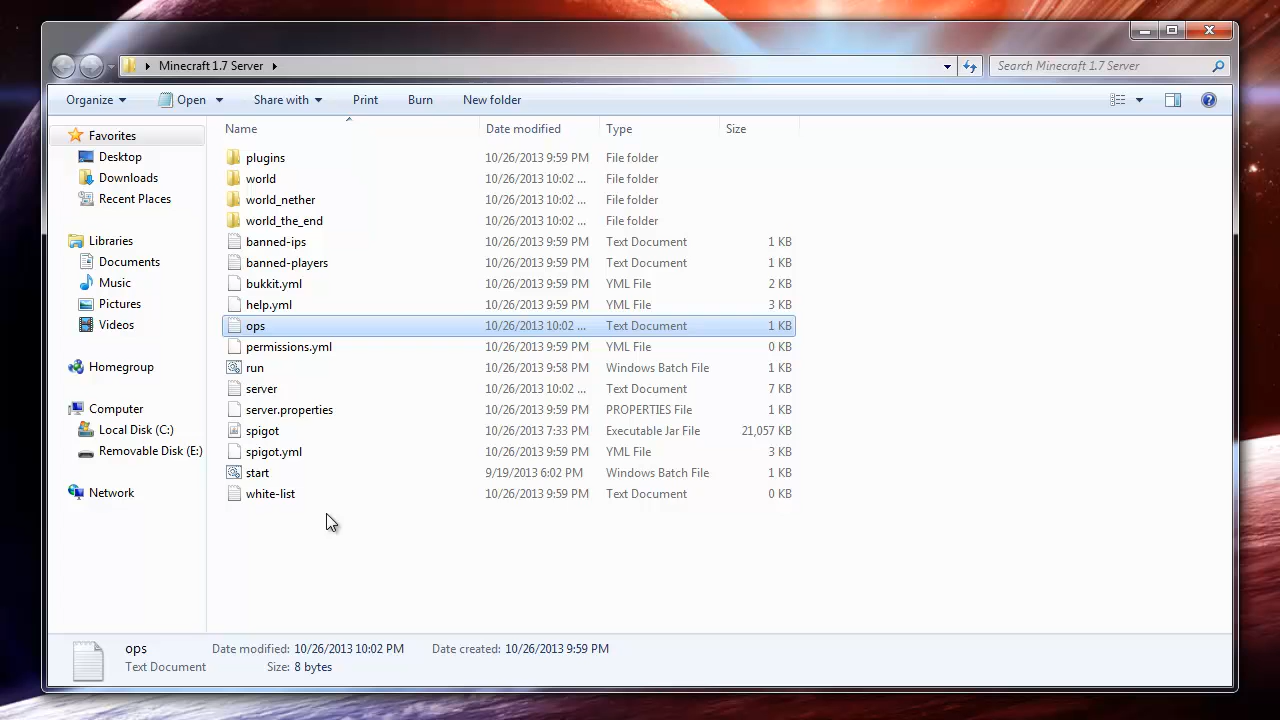 Minecraft 1.7 Server
Search Minecraft 1.7 Server
Organize Open Share with Print Burn New folder
Name Date modified Type Size
Favorites
Desktop
Downloads
Recent Places
Libraries
Documents
Music
Pictures
Videos
Homegroup
Computer
Local Disk (C:)
Removable Disk (E:)
Network
plugins 10/26/2013 9:59 PM File folder
world 10/26/2013 10:02 ... File folder
world_nether 10/26/2013 10:02 ... File folder
world_the_end 10/26/2013 10:02 ... File folder
banned-ips 10/26/2013 9:59 PM Text Document 1 KB
banned-players 10/26/2013 9:59 PM Text Document 1 KB
bukkit.yml 10/26/2013 9:59 PM YML File 2 KB
help.yml 10/26/2013 9:59 PM YML File 3 KB
ops 10/26/2013 10:02 ... Text Document 1 KB
permissions.yml 10/26/2013 9:59 PM YML File 0 KB
run 10/26/2013 9:58 PM Windows Batch File 1 KB
server 10/26/2013 10:02 ... Text Document 7 KB
server.properties 10/26/2013 9:59 PM PROPERTIES File 1 KB
spigot 10/26/2013 7:33 PM Executable Jar File 21,057 KB
spigot.yml 10/26/2013 9:59 PM YML File 3 KB
start 9/19/2013 6:02 PM Windows Batch File 1 KB
white-list 10/26/2013 9:59 PM Text Document 0 KB
ops Date modified: 10/26/2013 10:02 PM Date created: 10/26/2013 9:59 PM
Text Document Size: 8 bytes